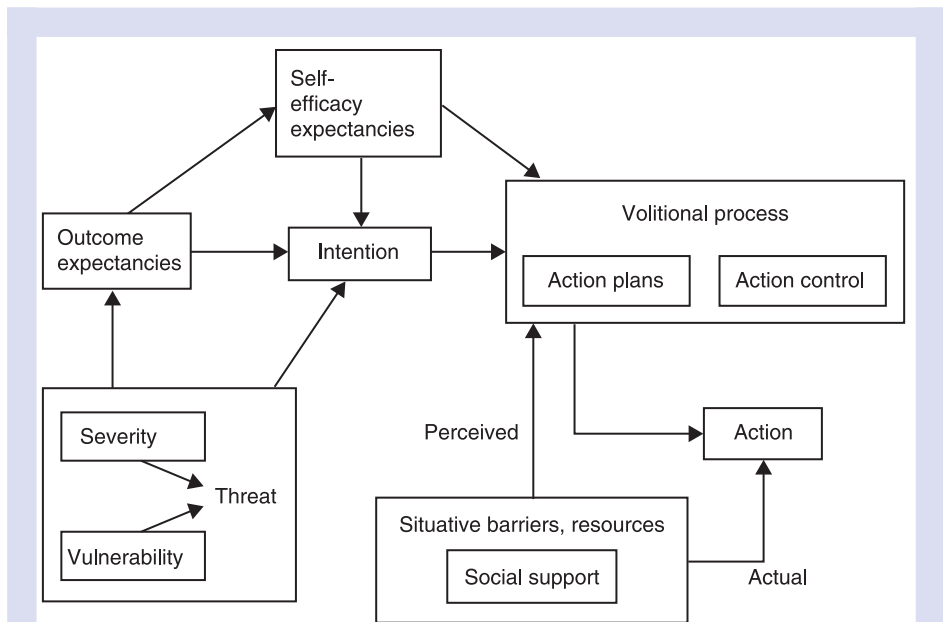 Self-
efficacy
expectancies
Outcome
expectancies
Intention
Volitional process
Action plans
Action control
Severity
Threat
Vulnerability
Perceived
Action
Situative barriers, resources
Social support
Actual